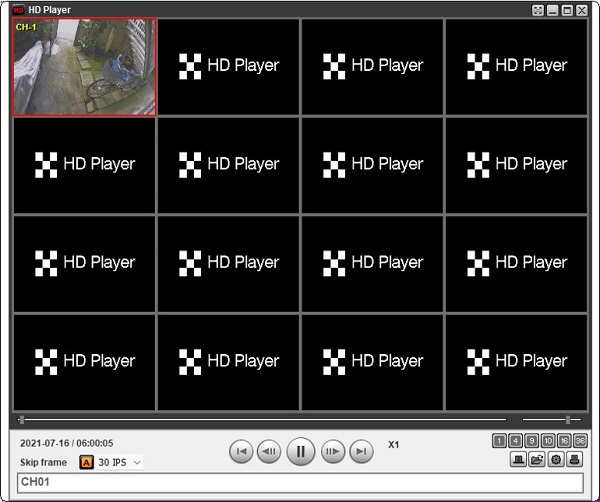 HD HD Player
CH-1
HD Player HD Player HD Player
HD Player HD Player HD Player HD Player
HD Player HD Player HD Player HD Player
HD Player HD Player HD Player HD Player
2021-07-16 / 06:00:05
X1
1 4 9 10 16 36
Skip frame A 30 IPS
CH01